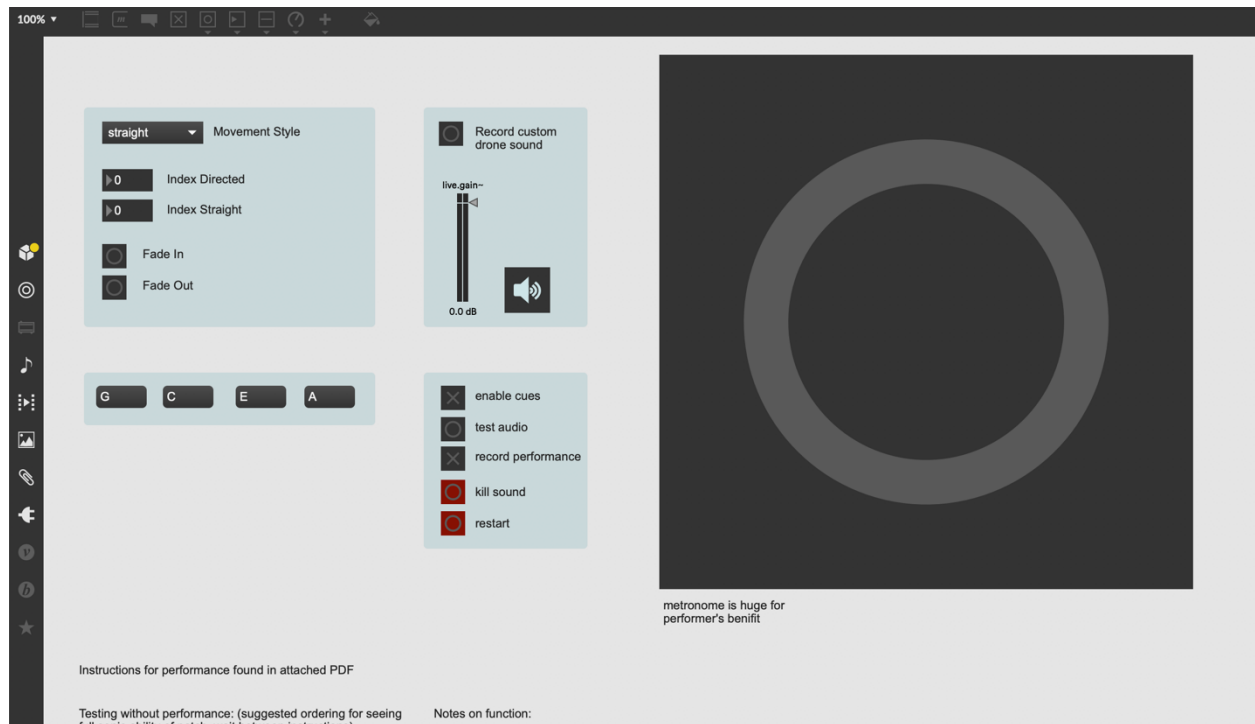 100%
straight
Movement Style
0
Index Directed
0
Index Straight
Fade In
Fade Out
Record custom
drone sound
live.gain~
0.0 dB
G
C
E
A
enable cues
test audio
record performance
kill sound
restart
metronome is huge for
performer's benifit
Instructions for performance found in attached PDF
Testing without performance: (suggested ordering for seeing
Notes on function: